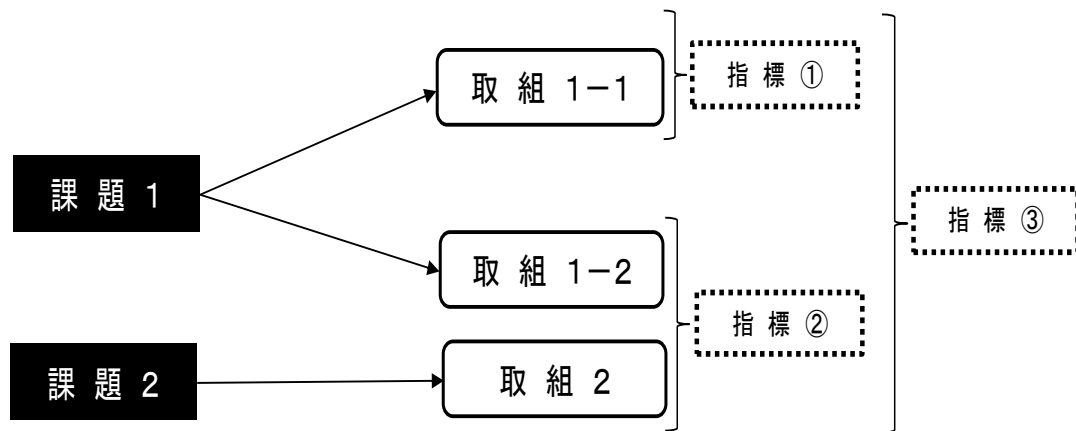 取 組 1－1
指 標 ①
課 題 1
指 標 ③
取 組 1－2
指 標 ②
課 題 2
取 組 2